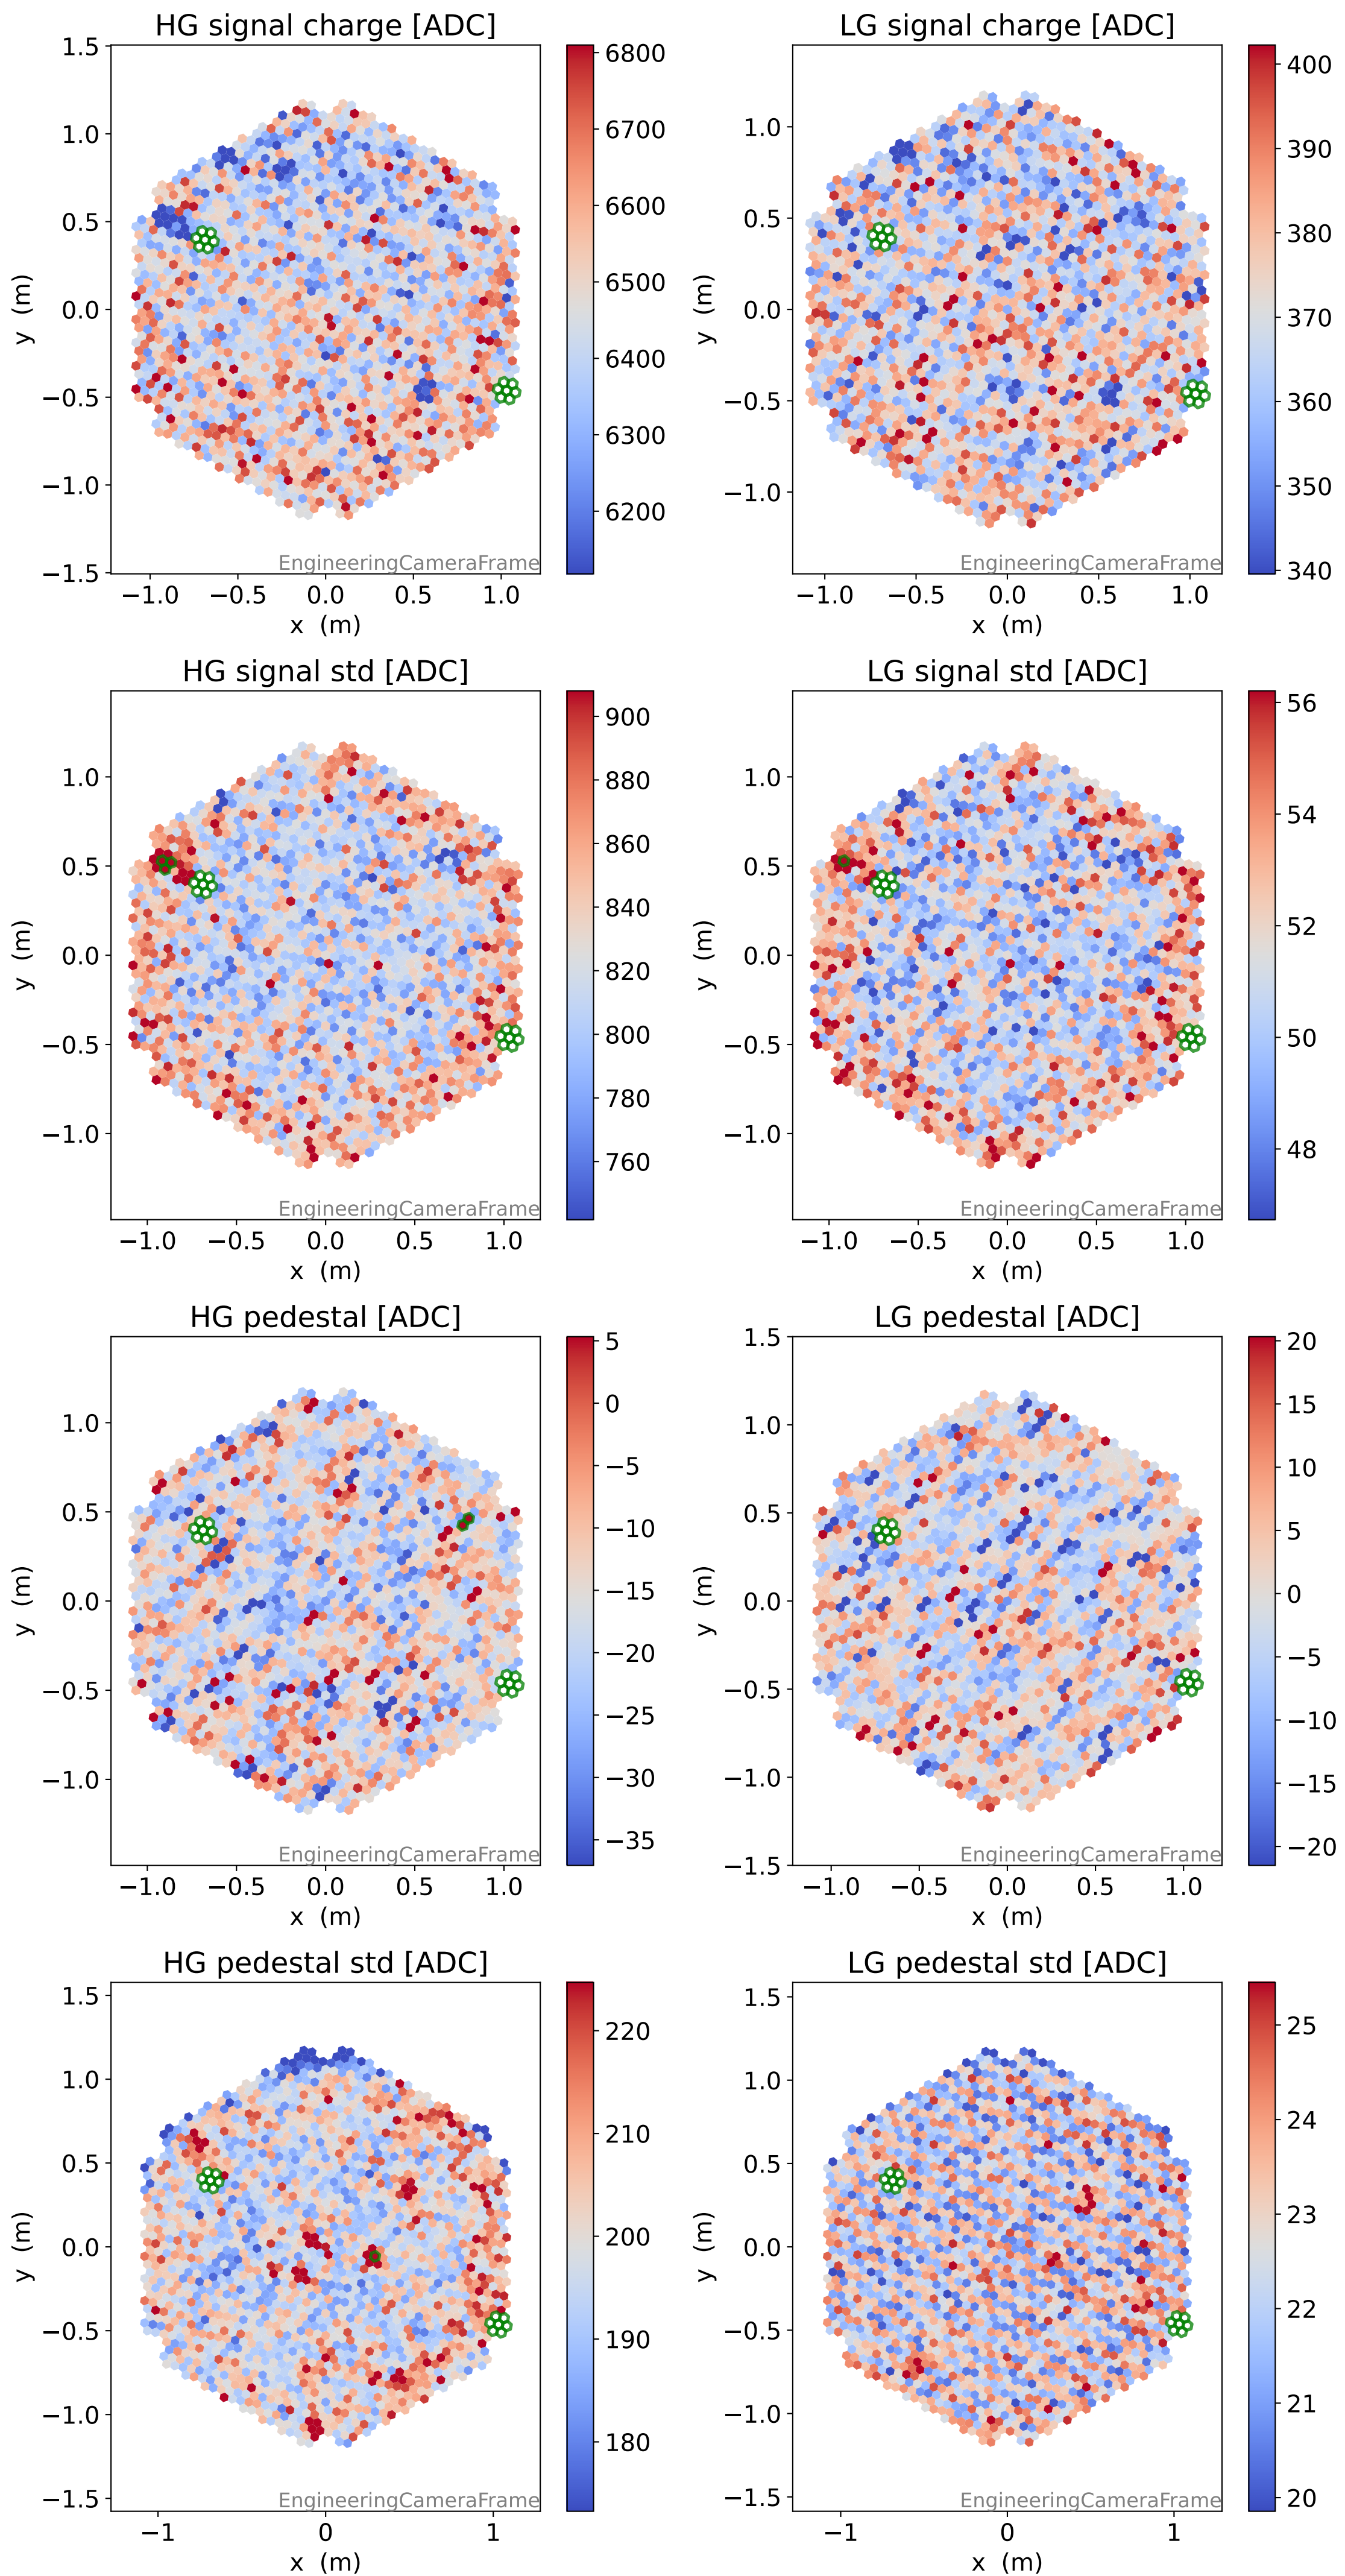 HG signal charge [ADC]
1.5
1.0
0.5
0.0
−0.5
−1.0
−1.5
y (m)
−1.0 −0.5 0.0 0.5 1.0
x (m)
EngineeringCameraFrame
6800
6700
6600
6500
6400
6300
6200
LG signal charge [ADC]
1.0
0.5
0.0
−0.5
−1.0
y (m)
−1.0 −0.5 0.0 0.5 1.0
x (m)
EngineeringCameraFrame
400
390
380
370
360
350
340
HG signal std [ADC]
1.0
0.5
0.0
−0.5
−1.0
y (m)
−1.0 −0.5 0.0 0.5 1.0
x (m)
EngineeringCameraFrame
900
880
860
840
820
800
780
760
LG signal std [ADC]
1.0
0.5
0.0
−0.5
−1.0
y (m)
−1.0 −0.5 0.0 0.5 1.0
x (m)
EngineeringCameraFrame
56
54
52
50
48
HG pedestal [ADC]
1.0
0.5
0.0
−0.5
−1.0
y (m)
−1.0 −0.5 0.0 0.5 1.0
x (m)
EngineeringCameraFrame
5
0
−5
−10
−15
−20
−25
−30
−35
LG pedestal [ADC]
1.5
1.0
0.5
0.0
−0.5
−1.0
−1.5
y (m)
−1.0 −0.5 0.0 0.5 1.0
x (m)
EngineeringCameraFrame
20
15
10
5
0
−5
−10
−15
−20
HG pedestal std [ADC]
1.5
1.0
0.5
0.0
−0.5
−1.0
−1.5
y (m)
−1 0 1
x (m)
EngineeringCameraFrame
220
210
200
190
180
LG pedestal std [ADC]
1.5
1.0
0.5
0.0
−0.5
−1.0
−1.5
y (m)
−1 0 1
x (m)
EngineeringCameraFrame
25
24
23
22
21
20